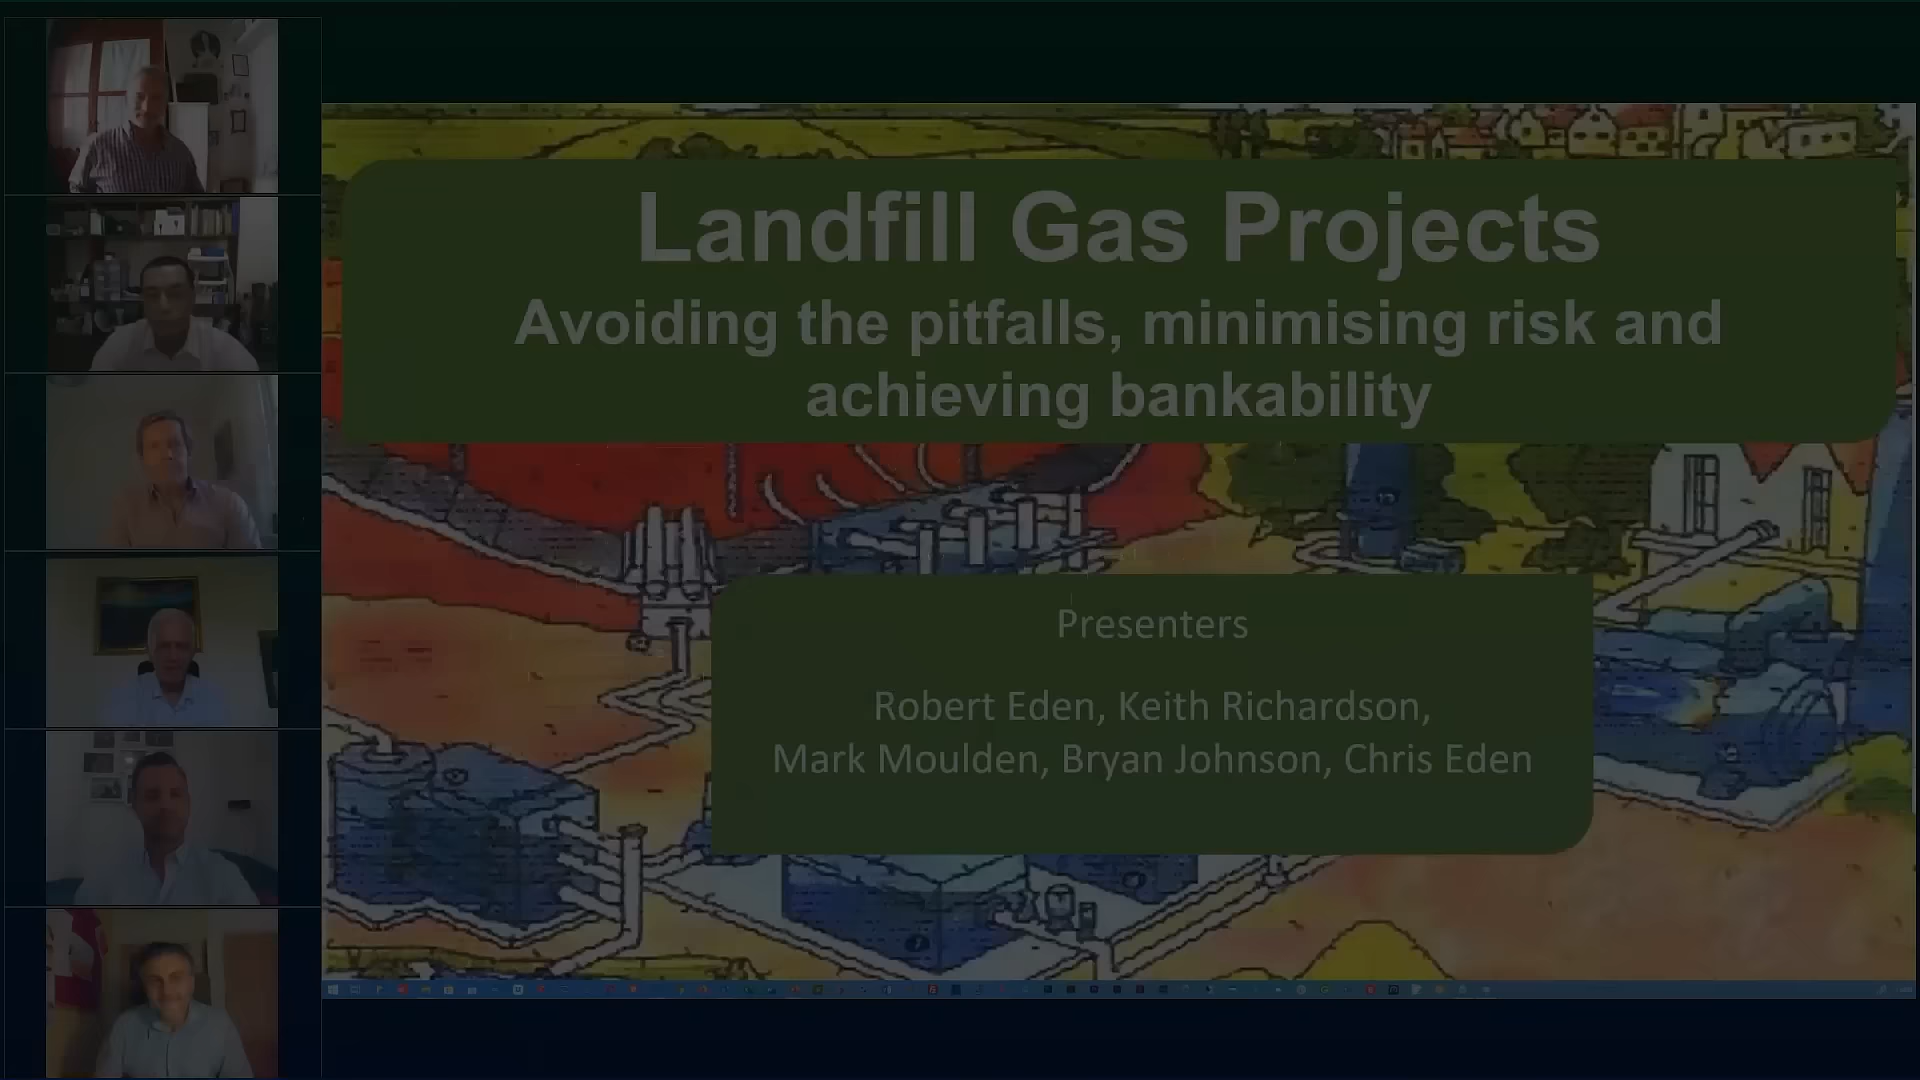 Landfill Gas Projects
Avoiding the pitfalls, minimising risk and
achieving bankability
Presenters
Robert Eden, Keith Richardson,
Mark Moulden, Bryan Johnson, Chris Eden